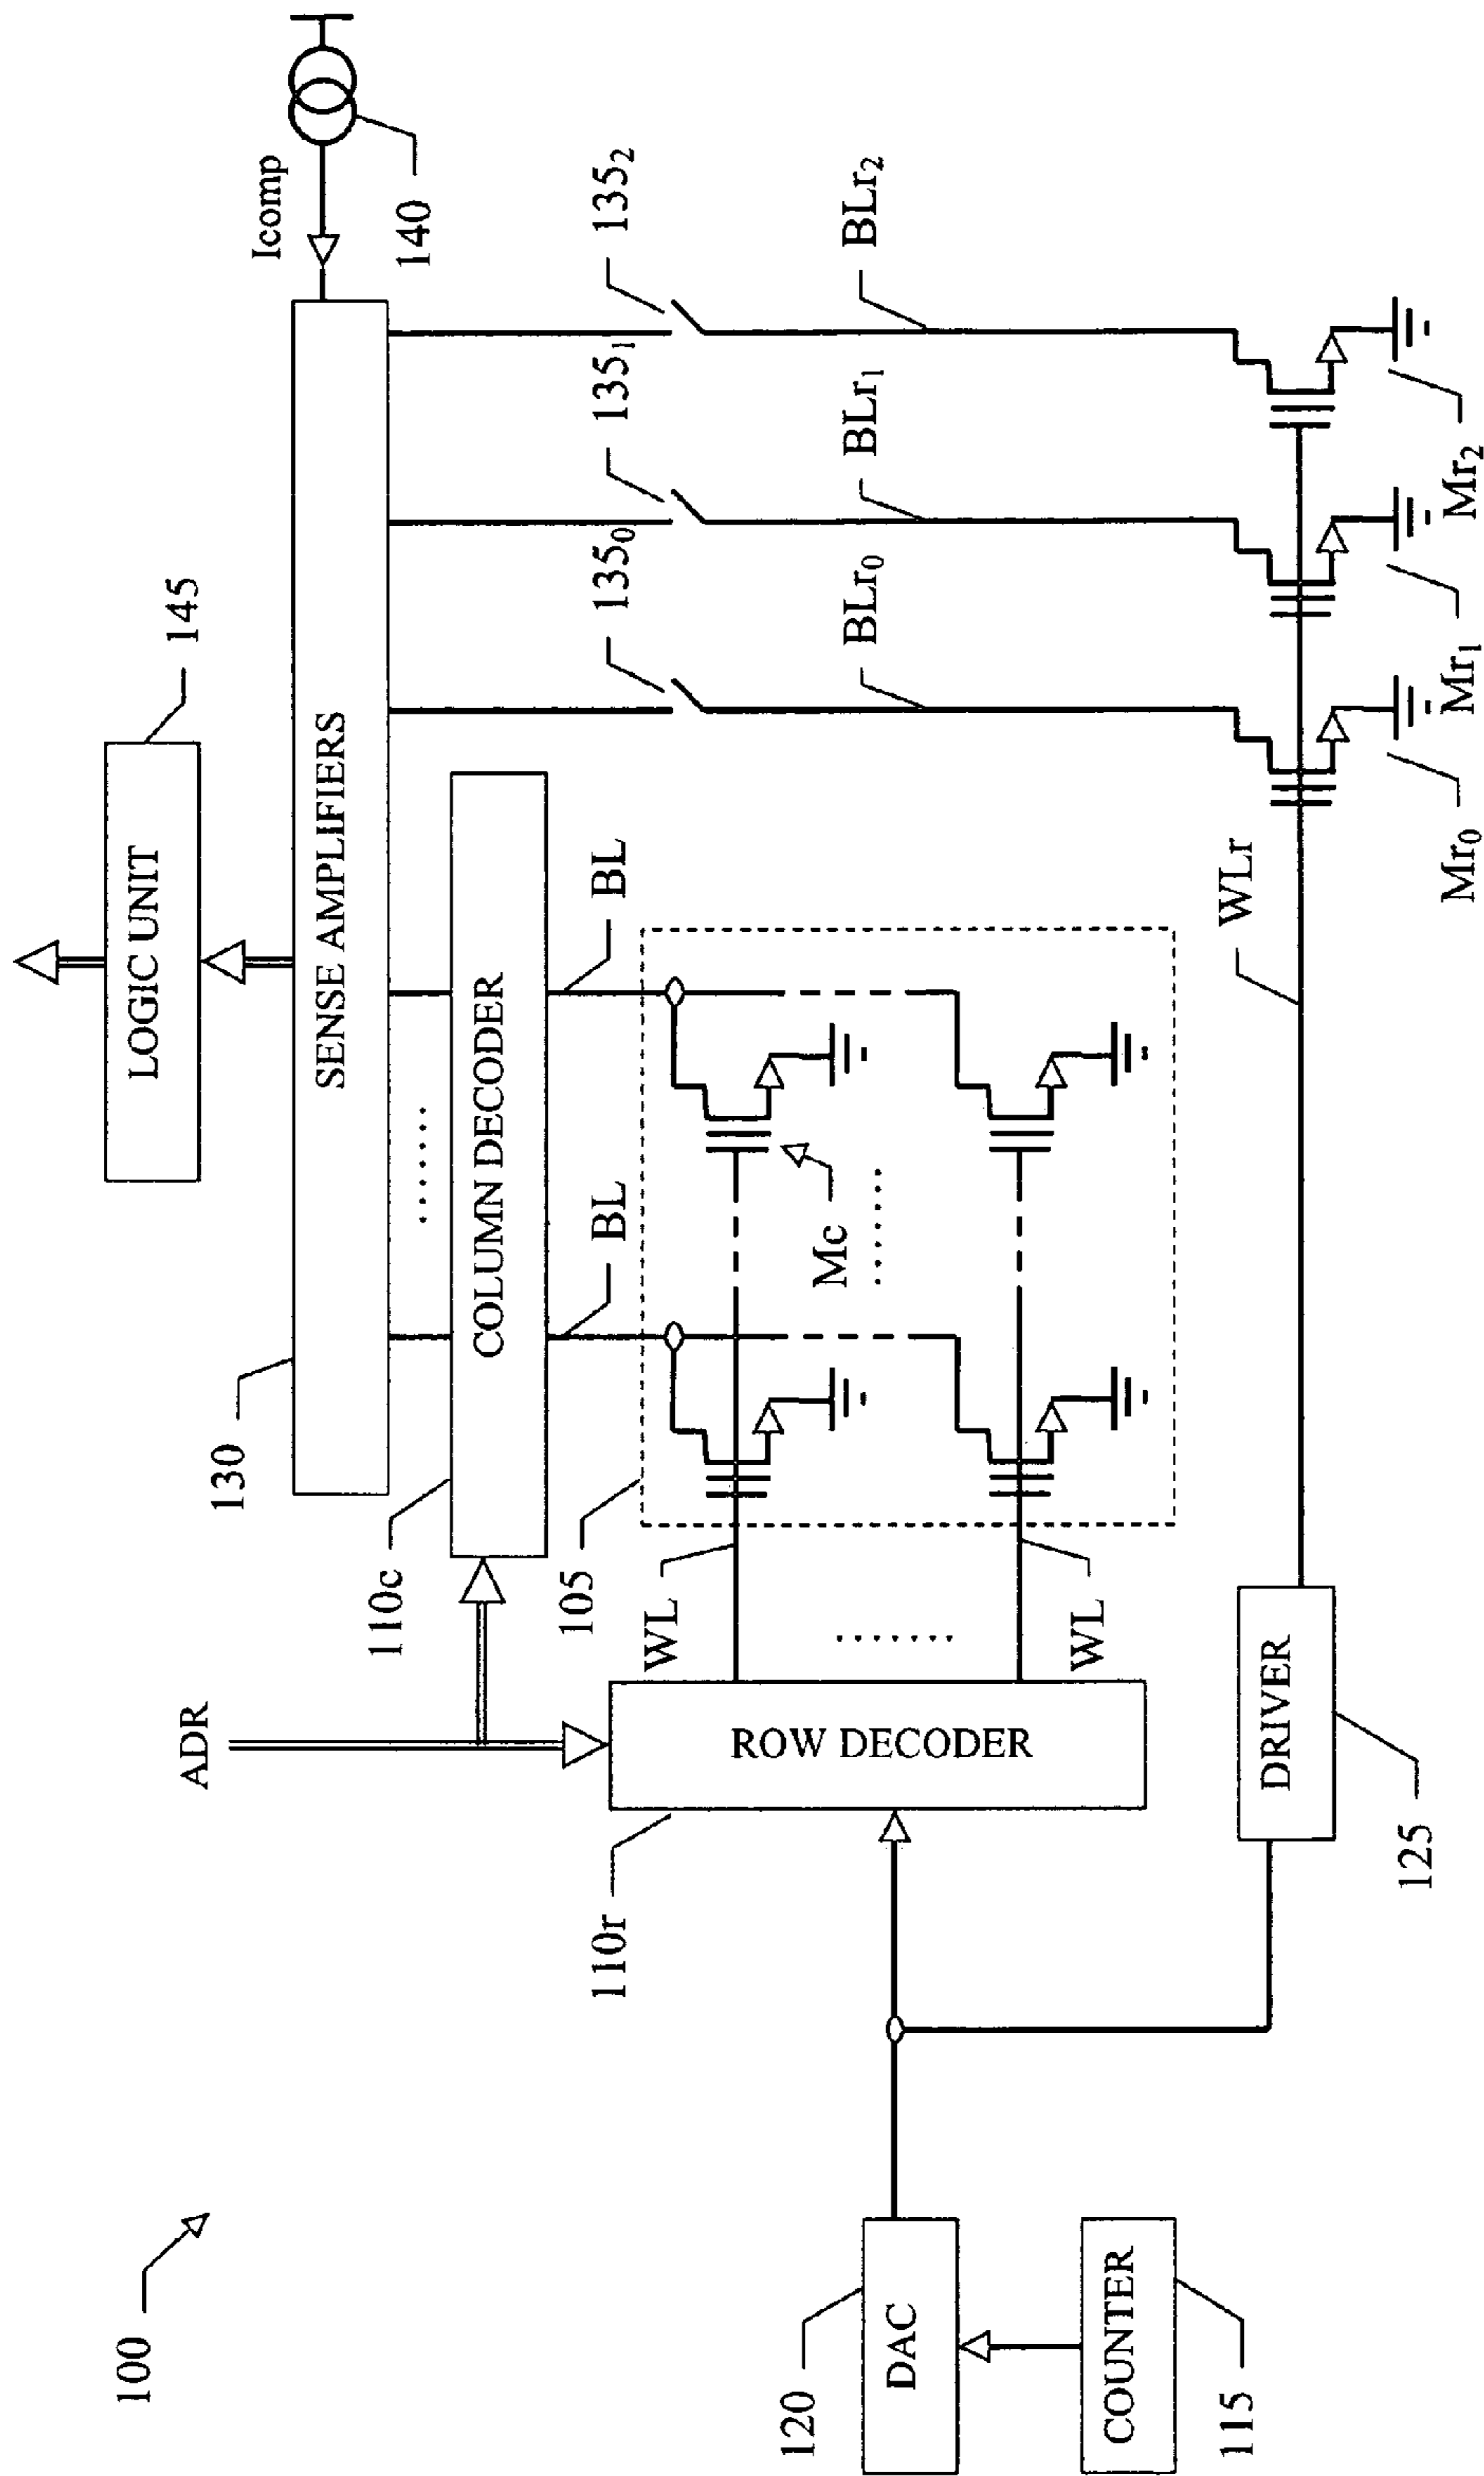 100
ADR
110r
ROW DECODER
WL
WL
120
DAC
COUNTER
115
DRIVER
125
130
SENSE AMPLIFIERS
LOGIC UNIT
145
Icomp
140
110c
COLUMN DECODER
105
BL
BL
Mc
135₀
135₁
135₂
BLr₀
BLr₁
BLr₂
WLr
Mr₀
Mr₁
Mr₂